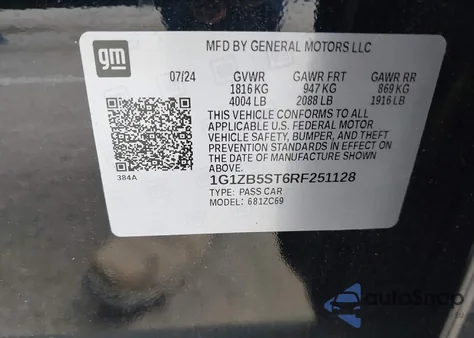 gm
MFD BY GENERAL MOTORS LLC
07/24 GVWR GAWR FRT GAWR RR
1816 KG 947 KG 869 KG
4004 LB 2088 LB 1916 LB
THIS VEHICLE CONFORMS TO ALL
APPLICABLE U.S. FEDERAL MOTOR
VEHICLE SAFETY, BUMPER, AND THEFT
PREVENTION STANDARDS IN EFFECT ON
THE DATE OF MANUFACTURE SHOWN
ABOVE.
384A
1G1ZB5ST6RF251128
TYPE: PASS CAR
MODEL: 681ZC69
autoSnap